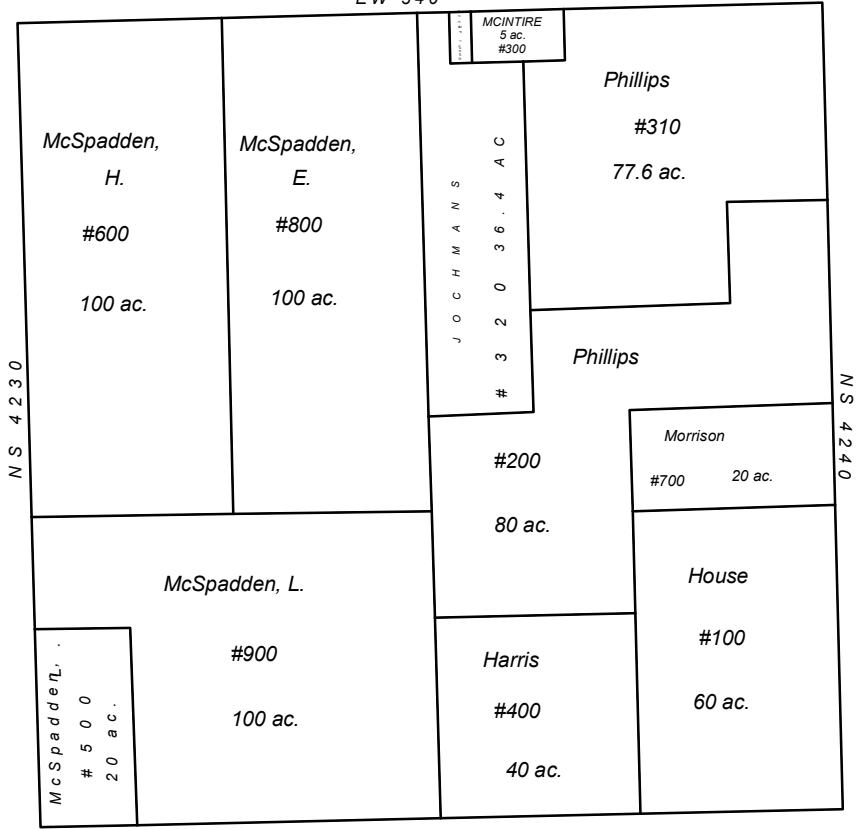 MCINTIRE
5 ac.
#300
Phillips
#310
77.6 ac.
McSpadden,
H.
#600
100 ac.
McSpadden,
E.
#800
100 ac.
JOCHMANS
#320 36.4 AC
NS 4230
NS 4240
Phillips
#200
80 ac.
Morrison
#700 20 ac.
McSpadden, L.
#900
100 ac.
House
#100
60 ac.
Harris
#400
40 ac.
McSpadden, L.
#500
20 ac.